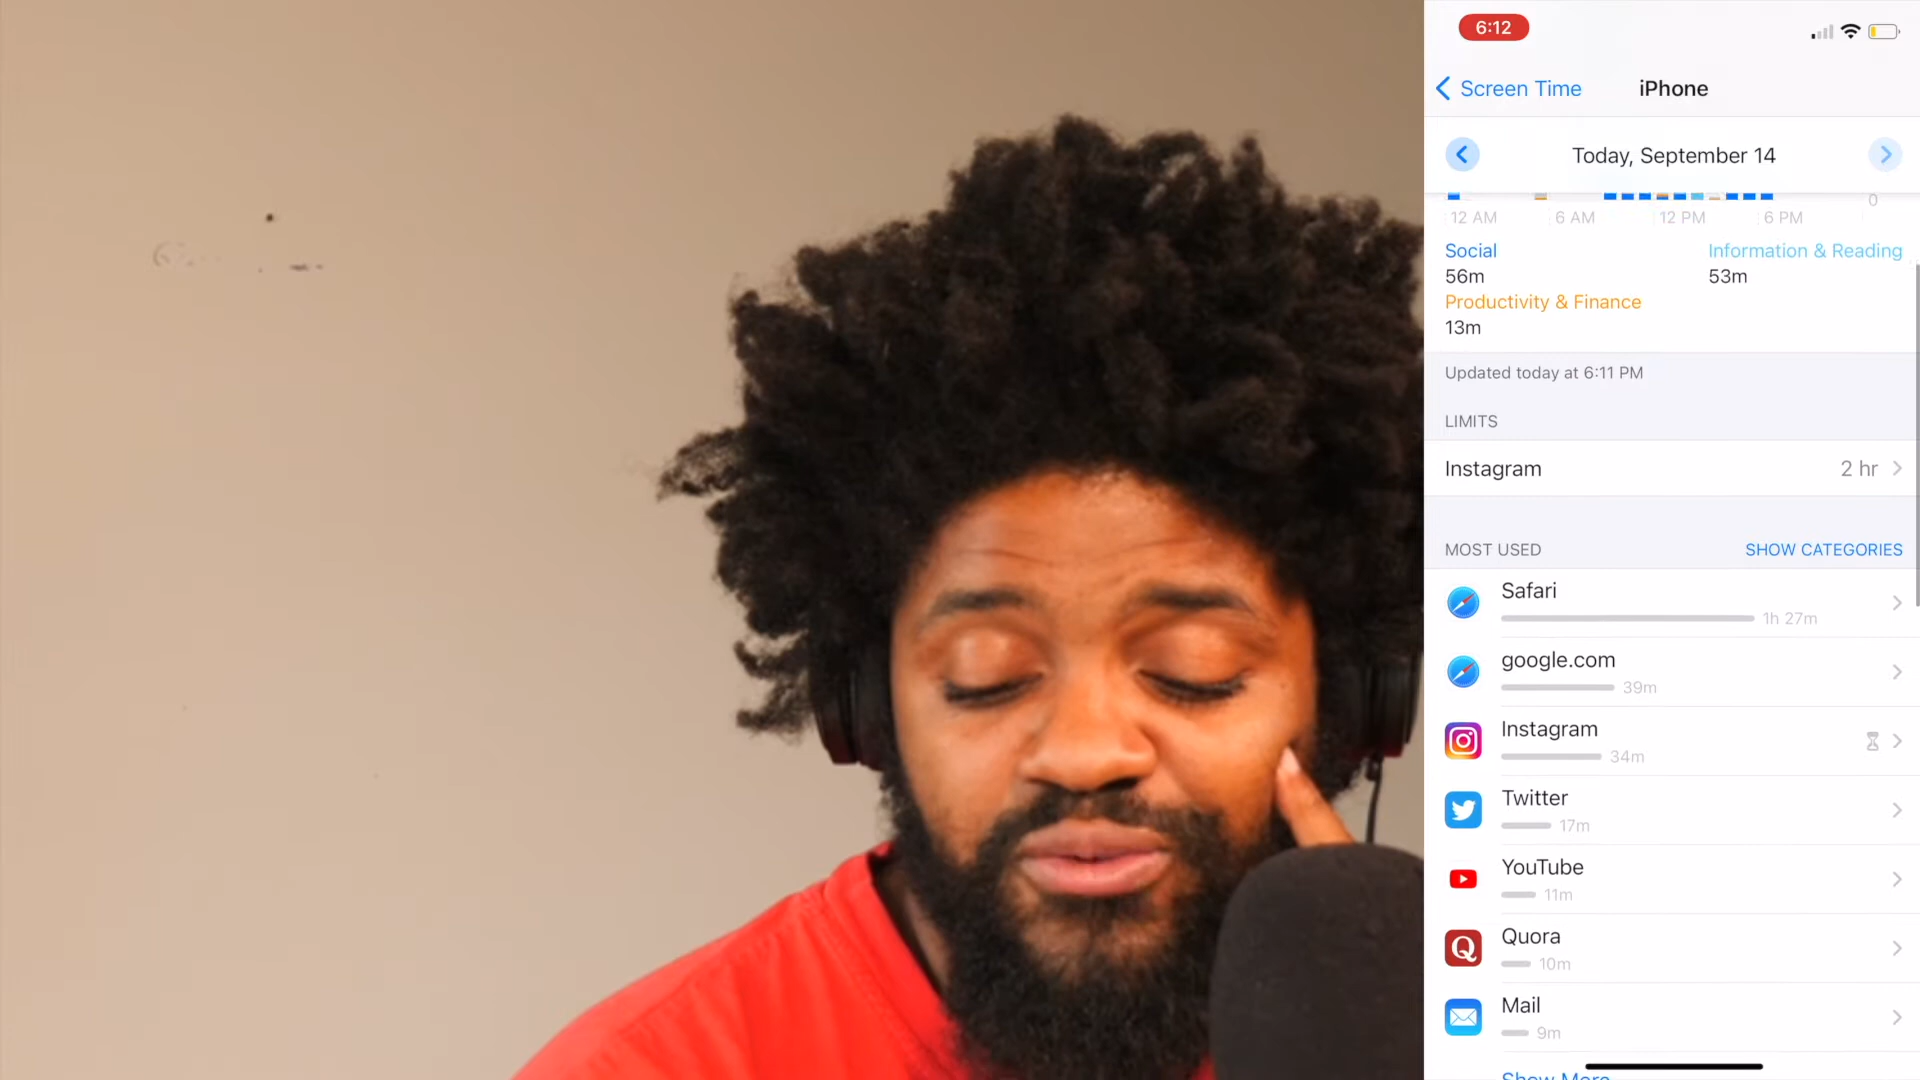 6:12
Screen Time
iPhone
Today, September 14
0
12 AM
6 AM
12 PM
6 PM
Social
Information & Reading
56m
53m
Productivity & Finance
13m
Updated today at 6:11 PM
LIMITS
Instagram
2 hr
MOST USED
SHOW CATEGORIES
Safari
1h 27m
google.com
39m
Instagram
34m
Twitter
17m
YouTube
11m
Quora
10m
Mail
9m
Show More